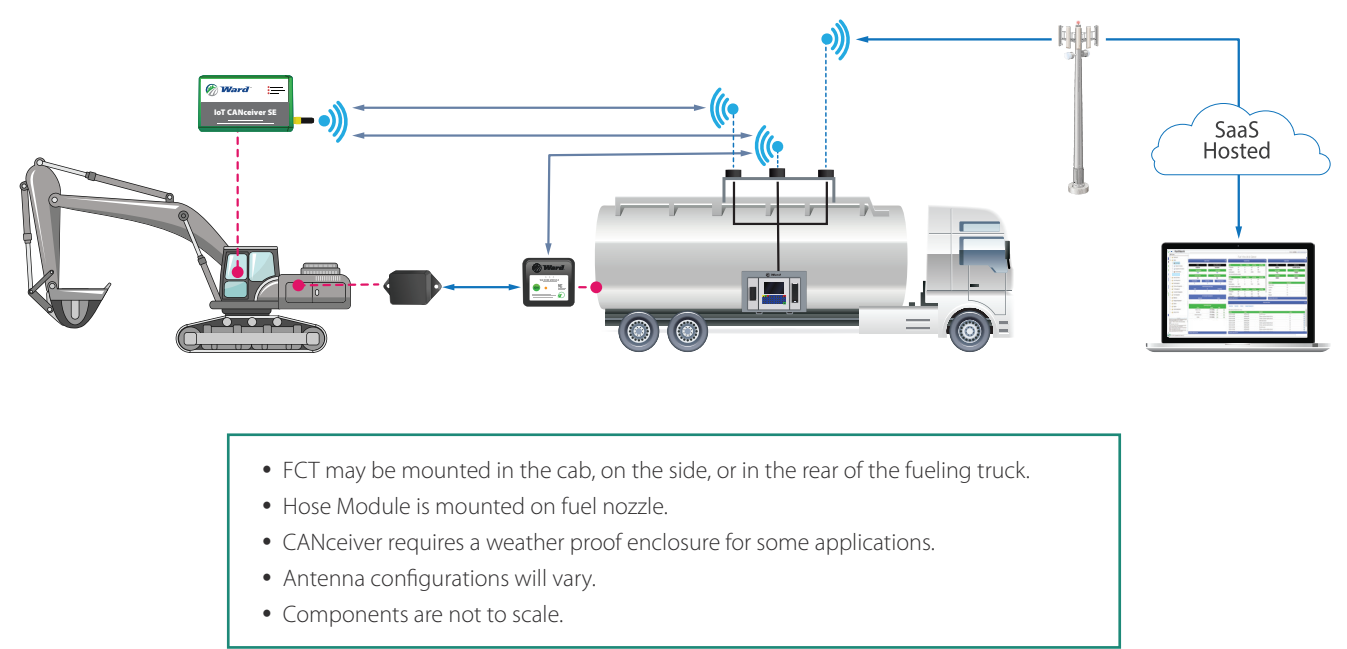 Ward
IoT CANceiver SE
SaaS
Hosted
Ward
Ward
• FCT may be mounted in the cab, on the side, or in the rear of the fueling truck.
• Hose Module is mounted on fuel nozzle.
• CANceiver requires a weather proof enclosure for some applications.
• Antenna configurations will vary.
• Components are not to scale.